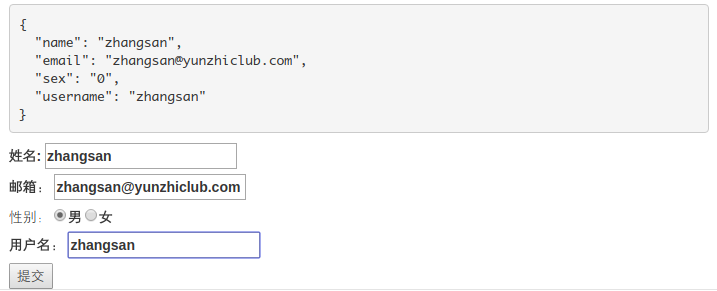 {
  "name": "zhangsan",
  "email": "zhangsan@yunzhiclub.com",
  "sex": "0",
  "username": "zhangsan"
}
姓名: zhangsan
邮箱： zhangsan@yunzhiclub.com
性别： 男 女
用户名： zhangsan
提交